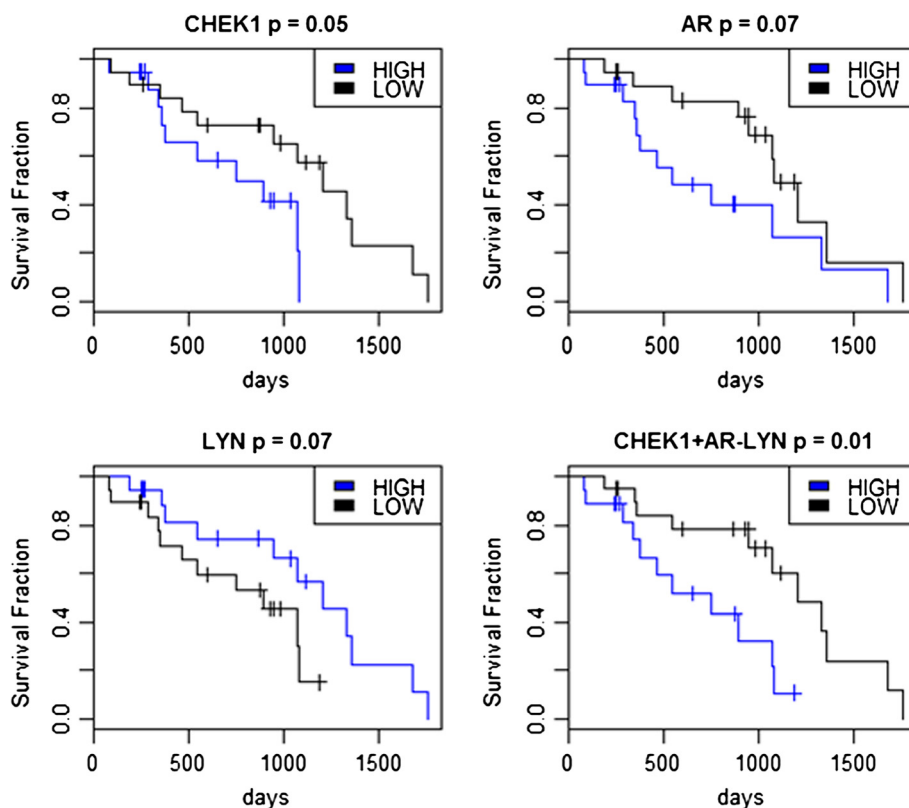 CHEK1 p = 0.05
HIGH
LOW
Survival Fraction
0.0 0.4 0.8
0 500 1000 1500
days
AR p = 0.07
HIGH
LOW
Survival Fraction
0.0 0.4 0.8
0 500 1000 1500
days
LYN p = 0.07
HIGH
LOW
Survival Fraction
0.0 0.4 0.8
0 500 1000 1500
days
CHEK1+AR-LYN p = 0.01
HIGH
LOW
Survival Fraction
0.0 0.4 0.8
0 500 1000 1500
days